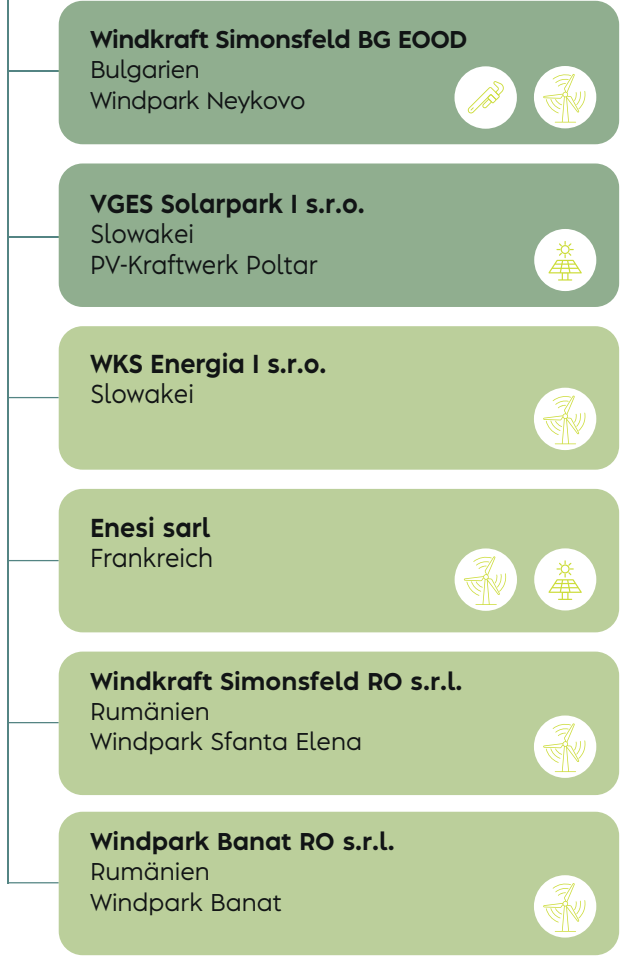 Windkraft Simonsfeld BG EOOD
Bulgarien
Windpark Neykovo
VGES Solarpark I s.r.o.
Slowakei
PV-Kraftwerk Poltar
WKS Energia I s.r.o.
Slowakei
Enesi sarl
Frankreich
Windkraft Simonsfeld RO s.r.l.
Rumänien
Windpark Sfanta Elena
Windpark Banat RO s.r.l.
Rumänien
Windpark Banat